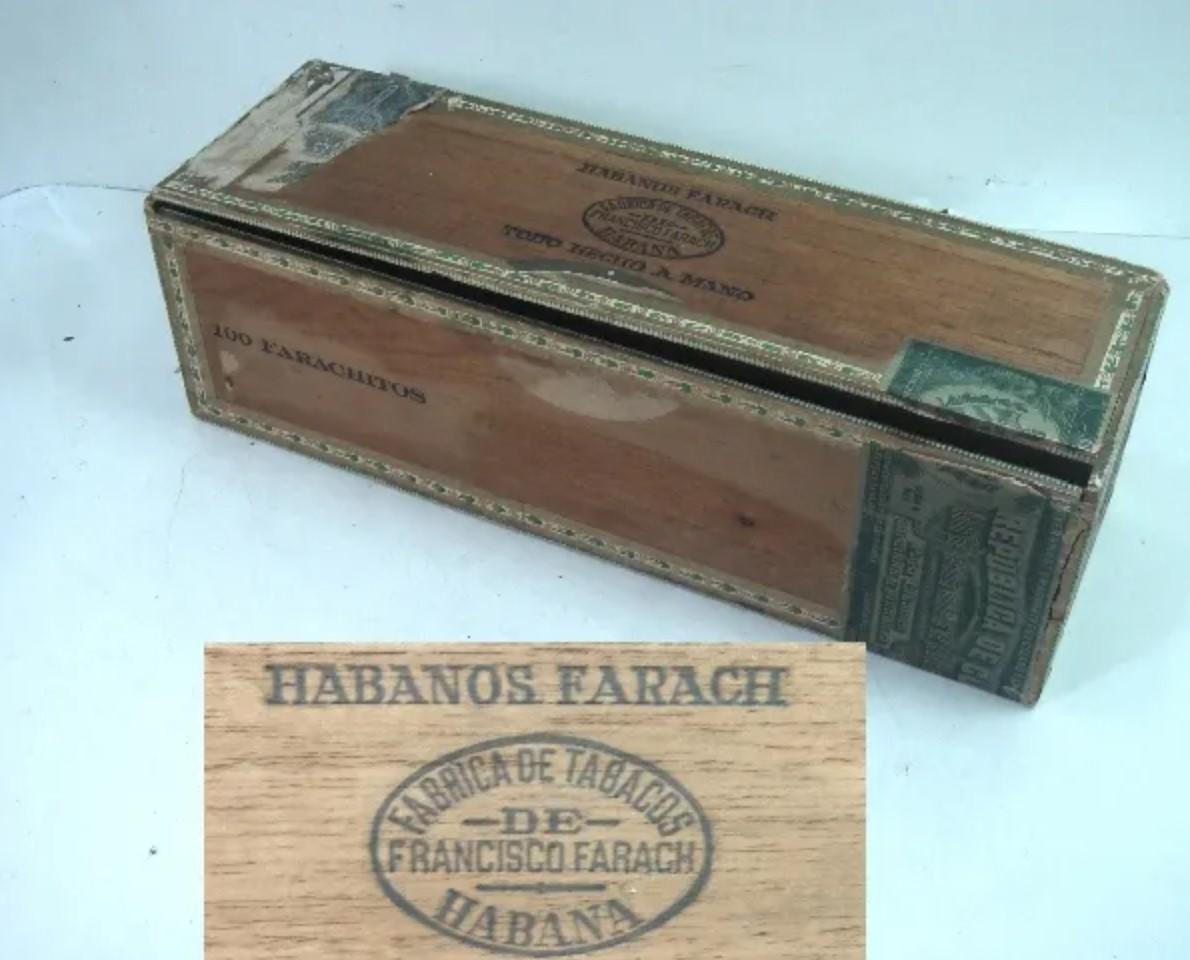 HABANOS FARACH
FABRICA DE TABACOS
DE
FRANCISCO FARACH
HABANA
TODO HECHO A MANO
100 FARACHITOS
REPUBLICA DE C
HABANOS FARACH
FABRICA DE TABACOS
—DE—
FRANCISCO FARACH
HABANA